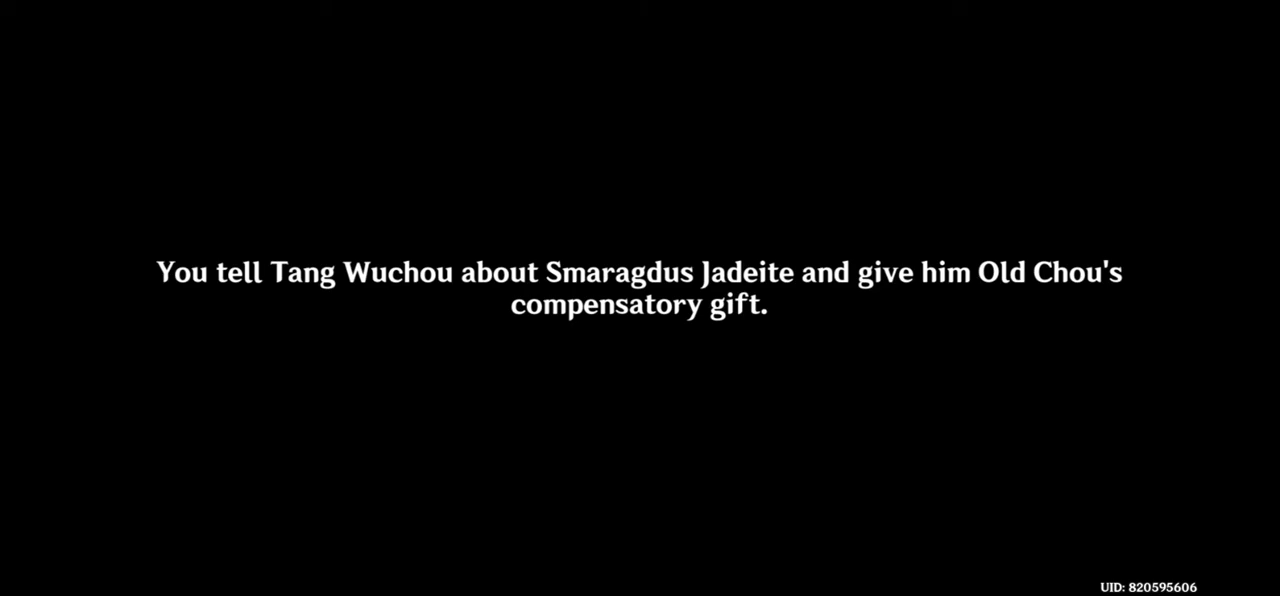 You tell Tang Wuchou about Smaragdus Jadeite and give him Old Chou's
compensatory gift.
UID: 820595606